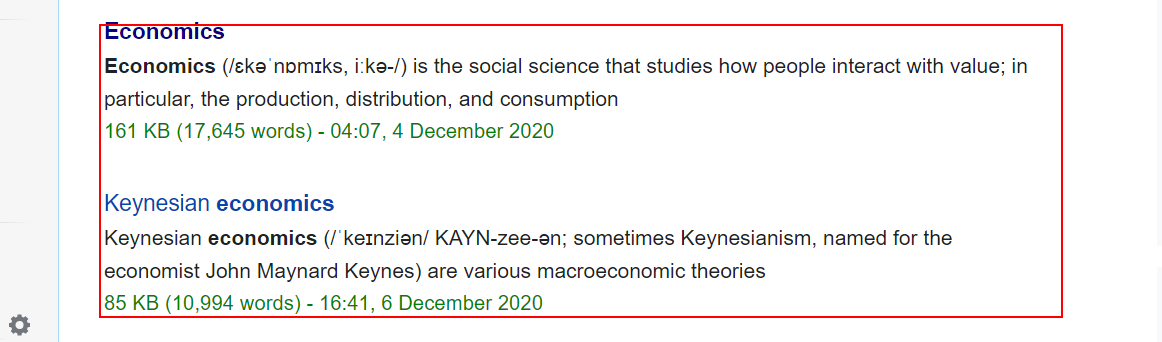 Economics
Economics (/ɛkəˈnɒmɪks, iːkə-/) is the social science that studies how people interact with value; in
particular, the production, distribution, and consumption
161 KB (17,645 words) - 04:07, 4 December 2020
Keynesian economics
Keynesian economics (/ˈkeɪnziən/ KAYN-zee-ən; sometimes Keynesianism, named for the
economist John Maynard Keynes) are various macroeconomic theories
85 KB (10,994 words) - 16:41, 6 December 2020